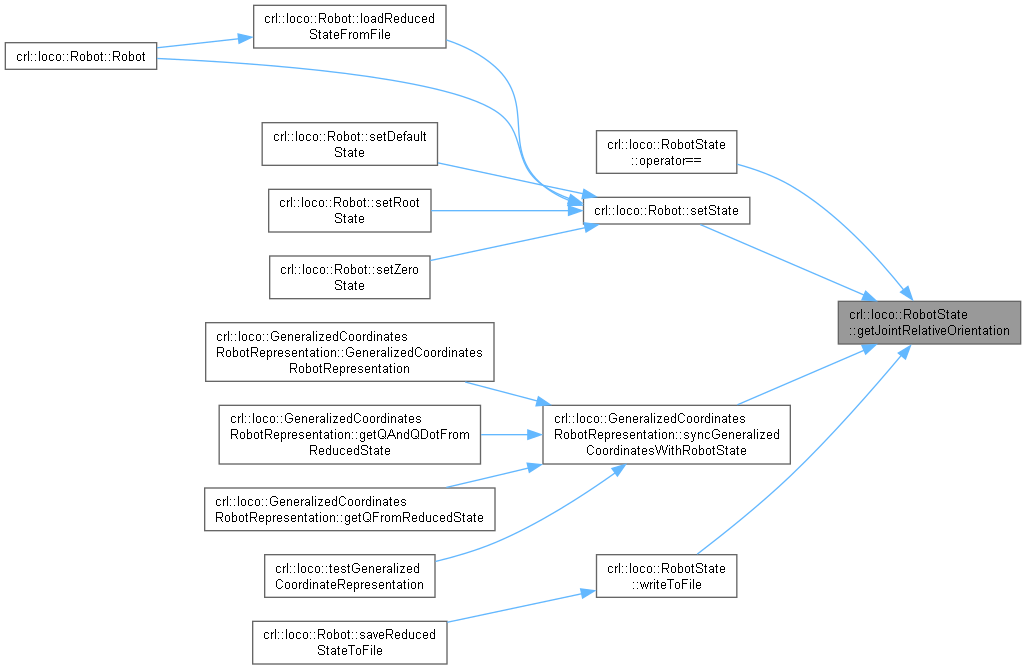 crl::loco::Robot::loadReduced
StateFromFile
crl::loco::Robot::Robot
crl::loco::Robot::setDefault
State
crl::loco::RobotState
::operator==
crl::loco::Robot::setRoot
State
crl::loco::Robot::setState
crl::loco::Robot::setZero
State
crl::loco::RobotState
::getJointRelativeOrientation
crl::loco::GeneralizedCoordinates
RobotRepresentation::GeneralizedCoordinates
RobotRepresentation
crl::loco::GeneralizedCoordinates
RobotRepresentation::getQAndQDotFrom
ReducedState
crl::loco::GeneralizedCoordinates
RobotRepresentation::syncGeneralized
CoordinatesWithRobotState
crl::loco::GeneralizedCoordinates
RobotRepresentation::getQFromReducedState
crl::loco::testGeneralized
CoordinateRepresentation
crl::loco::RobotState
::writeToFile
crl::loco::Robot::saveReduced
StateToFile